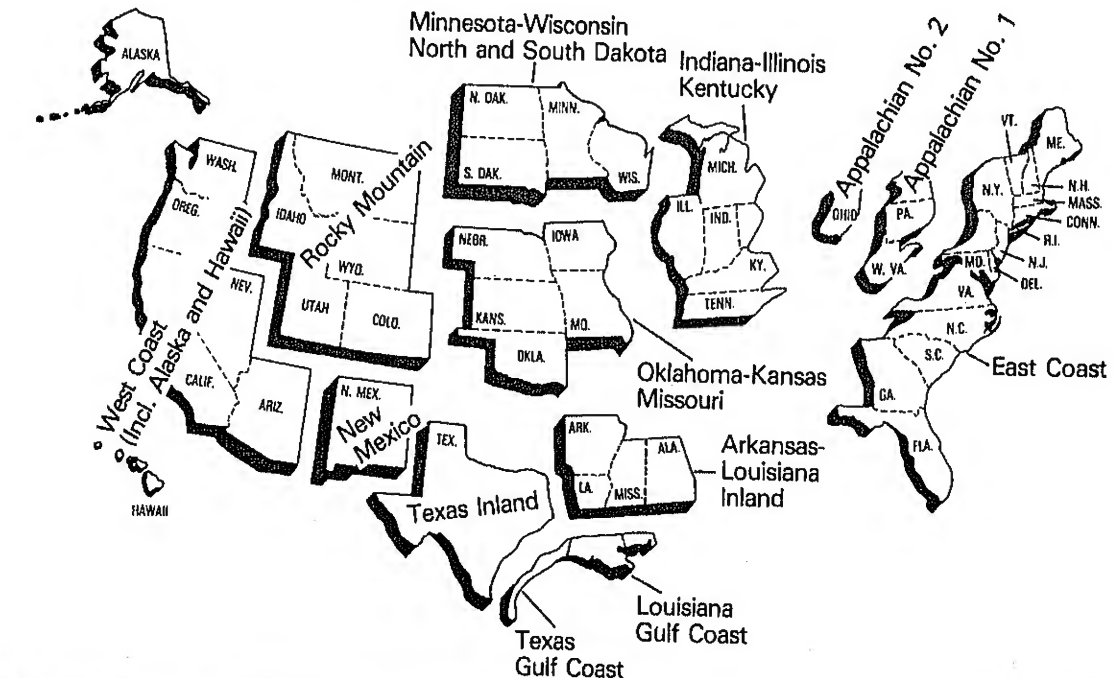 Minnesota-Wisconsin
North and South Dakota
Indiana-Illinois
Kentucky
Appalachian No. 2
Appalachian No. 1
ALASKA
WASH.
OREG.
NEV.
CALIF.
ARIZ.
West Coast
(Incl. Alaska and Hawaii)
HAWAII
MONT.
IDAHO
WYO.
UTAH
COLO.
Rocky Mountain
N. MEX.
New
Mexico
N. DAK.
MINN.
S. DAK.
WIS.
NEBR.
IOWA
KANS.
MO.
OKLA.
Oklahoma-Kansas
Missouri
MICH.
ILL.
IND.
KY.
TENN.
OHIO
PA.
W. VA.
VT.
ME.
N.Y.
N.H.
MASS.
CONN.
R.I.
N.J.
DEL.
MD.
VA.
N.C.
S.C.
GA.
FLA.
East Coast
TEX.
Texas Inland
ARK.
ALA.
LA.
MISS.
Arkansas-
Louisiana
Inland
Louisiana
Gulf Coast
Texas
Gulf Coast